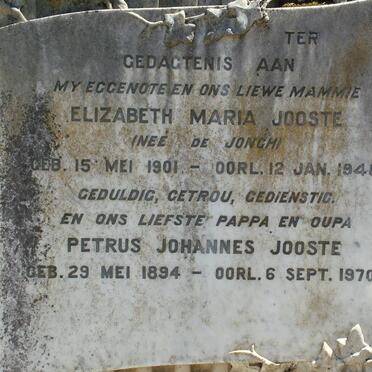 TER
GEDAGTENIS AAN
MY EGGENOTE EN ONS LIEWE MAMMIE
ELIZABETH MARIA JOOSTE
(NEÉ DE JONGH)
GEB. 15 MEI 1901 – OORL. 12 JAN. 1948
GEDULDIG, GETROU, GEDIENSTIG.
EN ONS LIEFSTE PAPPA EN OUPA
PETRUS JOHANNES JOOSTE
GEB. 29 MEI 1894 – OORL. 6 SEPT. 1970